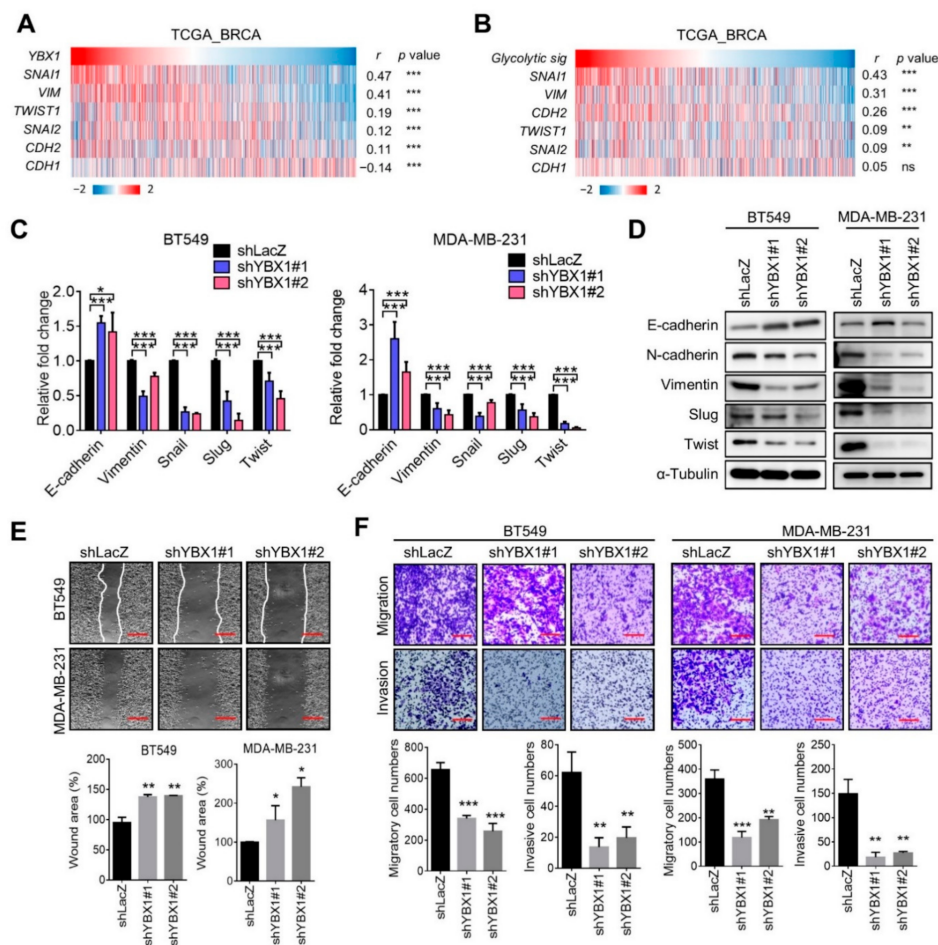 A
TCGA_BRCA
YBX1 r p value
SNAI1 0.47 ***
VIM 0.41 ***
TWIST1 0.19 ***
SNAI2 0.12 ***
CDH2 0.11 ***
CDH1 −0.14 ***
−2 2
B
TCGA_BRCA
Glycolytic sig r p value
SNAI1 0.43 ***
VIM 0.31 ***
CDH2 0.26 ***
TWIST1 0.09 **
SNAI2 0.09 **
CDH1 0.05 ns
−2 2
C
BT549
shLacZ
shYBX1#1
shYBX1#2
Relative fold change
2.0
1.5
1.0
0.5
0.0
* *** *** *** *** *** *** *** *** ***
E-cadherin
Vimentin
Snail
Slug
Twist
MDA-MB-231
shLacZ
shYBX1#1
shYBX1#2
Relative fold change
4
3
2
1
0
*** *** *** *** *** *** *** *** *** ***
E-cadherin
Vimentin
Snail
Slug
Twist
D
BT549 MDA-MB-231
shLacZ shYBX1#1 shYBX1#2 shLacZ shYBX1#1 shYBX1#2
E-cadherin
N-cadherin
Vimentin
Slug
Twist
α-Tubulin
E
shLacZ shYBX1#1 shYBX1#2
BT549
MDA-MB-231
BT549
Wound area (%)
200
150
100
50
0
** **
shLacZ shYBX1#1 shYBX1#2
MDA-MB-231
Wound area (%)
300
200
100
0
* *
shLacZ shYBX1#1 shYBX1#2
F
BT549 MDA-MB-231
shLacZ shYBX1#1 shYBX1#2 shLacZ shYBX1#1 shYBX1#2
Migration
Invasion
Migratory cell numbers
800
600
400
200
0
*** ***
shLacZ shYBX1#1 shYBX1#2
Invasive cell numbers
80
60
40
20
0
** **
shLacZ shYBX1#1 shYBX1#2
Migratory cell numbers
500
400
300
200
100
0
*** **
shLacZ shYBX1#1 shYBX1#2
Invasive cell numbers
200
150
100
50
0
** **
shLacZ shYBX1#1 shYBX1#2